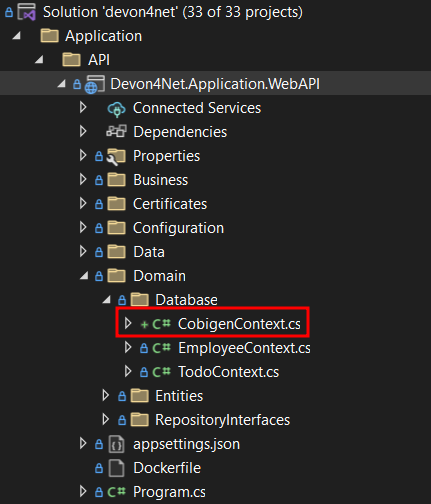 Solution 'devon4net' (33 of 33 projects)
Application
API
Devon4Net.Application.WebAPI
Connected Services
Dependencies
Properties
Business
Certificates
Configuration
Data
Domain
Database
+ C# CobigenContext.cs
C# EmployeeContext.cs
C# TodoContext.cs
Entities
RepositoryInterfaces
appsettings.json
Dockerfile
C# Program.cs